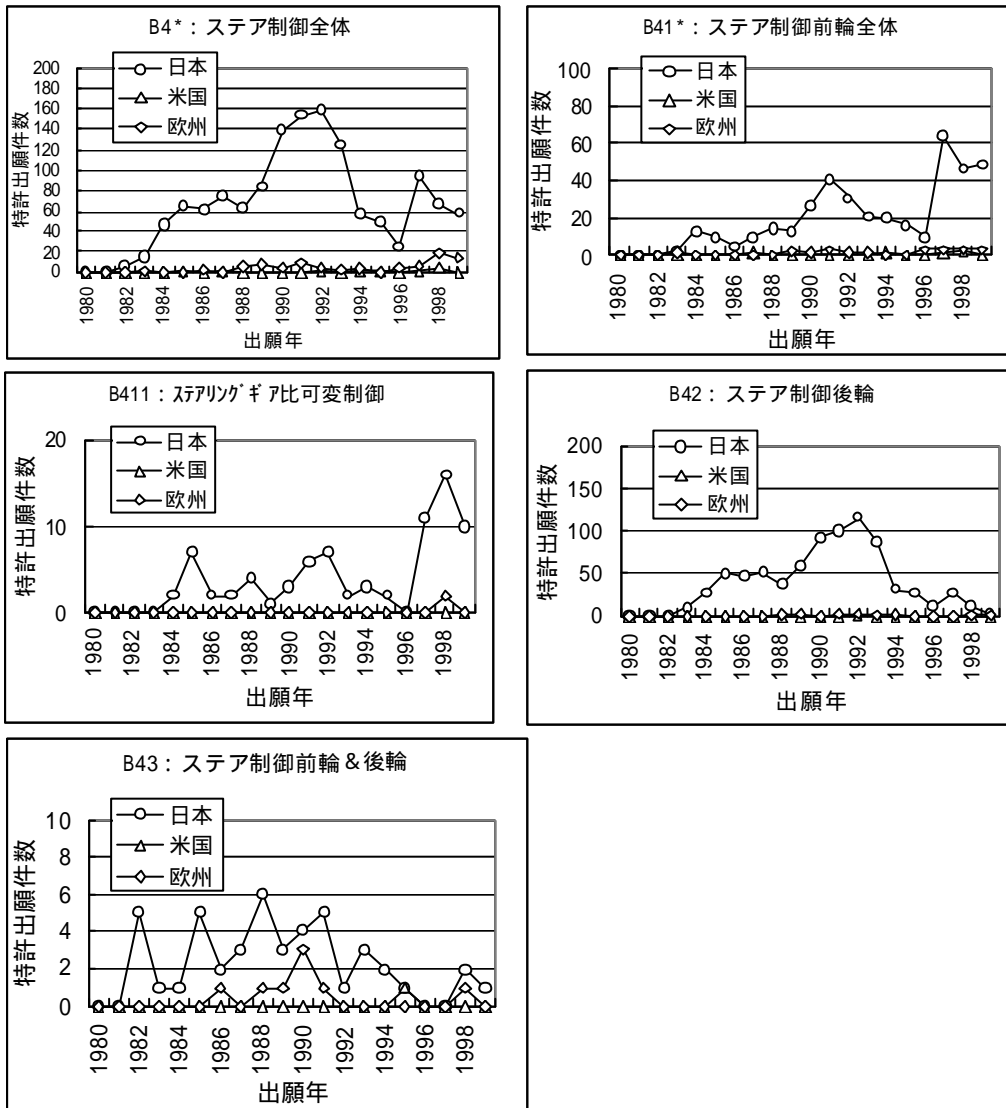 B4*：ステア制御全体
200
180
160
140
120
100
80
60
40
20
0
特許出願件数
日本
米国
欧州
1980
1982
1984
1986
1988
1990
1992
1994
1996
1998
出願年
B41*：ステア制御前輪全体
100
80
60
40
20
0
特許出願件数
日本
米国
欧州
1980
1982
1984
1986
1988
1990
1992
1994
1996
1998
出願年
B411：ｽﾃｱﾘﾝｸﾞｷﾞｱ比可変制御
20
10
0
特許出願件数
日本
米国
欧州
1980
1982
1984
1986
1988
1990
1992
1994
1996
1998
出願年
B42：ステア制御後輪
200
150
100
50
0
特許出願件数
日本
米国
欧州
1980
1982
1984
1986
1988
1990
1992
1994
1996
1998
出願年
B43：ステア制御前輪＆後輪
10
8
6
4
2
0
特許出願件数
日本
米国
欧州
1980
1982
1984
1986
1988
1990
1992
1994
1996
1998
出願年